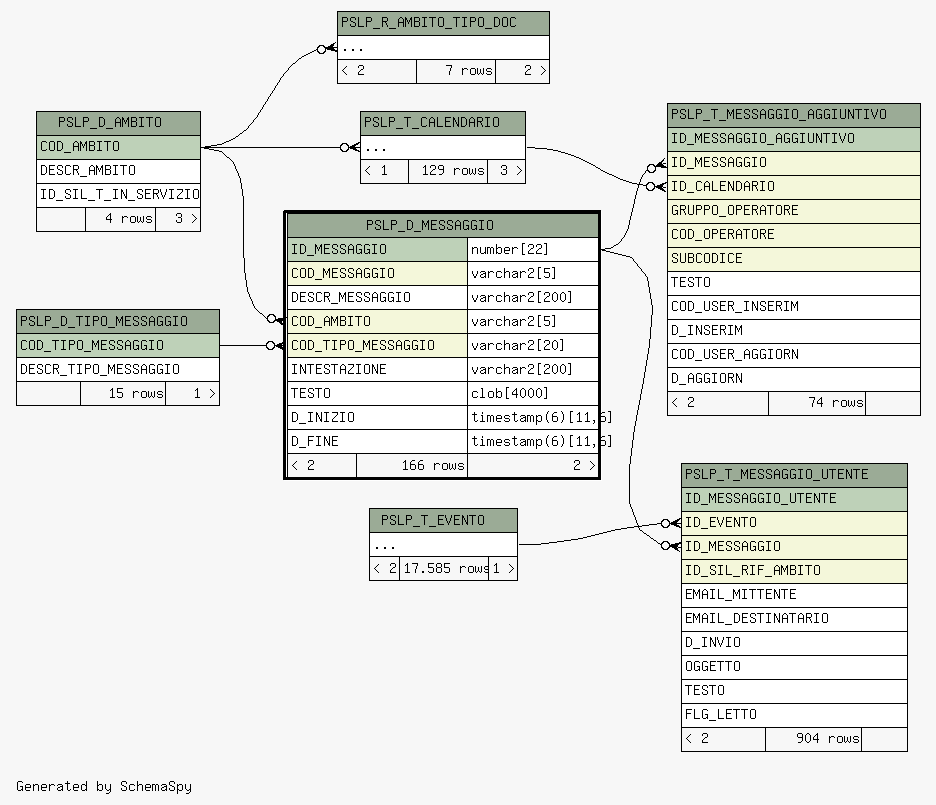 PSLP_R_AMBITO_TIPO_DOC
...
< 2 7 rows 2 >
PSLP_D_AMBITO
COD_AMBITO
DESCR_AMBITO
ID_SIL_T_IN_SERVIZIO
4 rows 3 >
PSLP_T_CALENDARIO
...
< 1 129 rows 3 >
PSLP_T_MESSAGGIO_AGGIUNTIVO
ID_MESSAGGIO_AGGIUNTIVO
ID_MESSAGGIO
ID_CALENDARIO
GRUPPO_OPERATORE
COD_OPERATORE
SUBCODICE
TESTO
COD_USER_INSERIM
D_INSERIM
COD_USER_AGGIORN
D_AGGIORN
< 2 74 rows
PSLP_D_MESSAGGIO
ID_MESSAGGIO number[22]
COD_MESSAGGIO varchar2[5]
DESCR_MESSAGGIO varchar2[200]
COD_AMBITO varchar2[5]
COD_TIPO_MESSAGGIO varchar2[20]
INTESTAZIONE varchar2[200]
TESTO clob[4000]
D_INIZIO timestamp(6)[11,6]
D_FINE timestamp(6)[11,6]
< 2 166 rows 2 >
PSLP_D_TIPO_MESSAGGIO
COD_TIPO_MESSAGGIO
DESCR_TIPO_MESSAGGIO
15 rows 1 >
PSLP_T_EVENTO
...
< 2 17.585 rows 1 >
PSLP_T_MESSAGGIO_UTENTE
ID_MESSAGGIO_UTENTE
ID_EVENTO
ID_MESSAGGIO
ID_SIL_RIF_AMBITO
EMAIL_MITTENTE
EMAIL_DESTINATARIO
D_INVIO
OGGETTO
TESTO
FLG_LETTO
< 2 904 rows
Generated by SchemaSpy